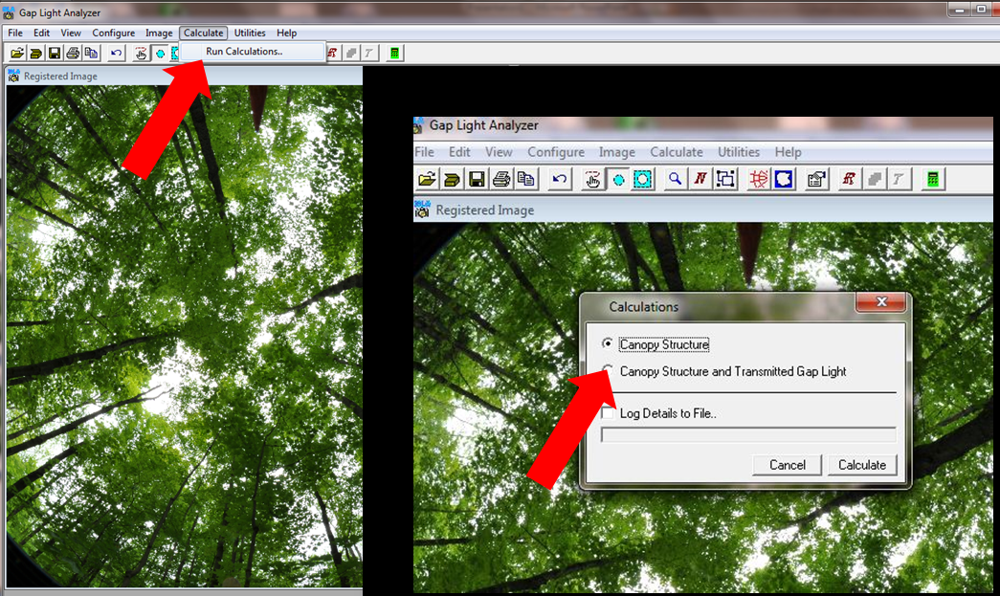 Gap Light Analyzer
File Edit View Configure Image Calculate Utilities Help
Run Calculations..
Registered Image
Gap Light Analyzer
File Edit View Configure Image Calculate Utilities Help
Registered Image
Calculations
Canopy Structure
Canopy Structure and Transmitted Gap Light
Log Details to File..
Cancel Calculate